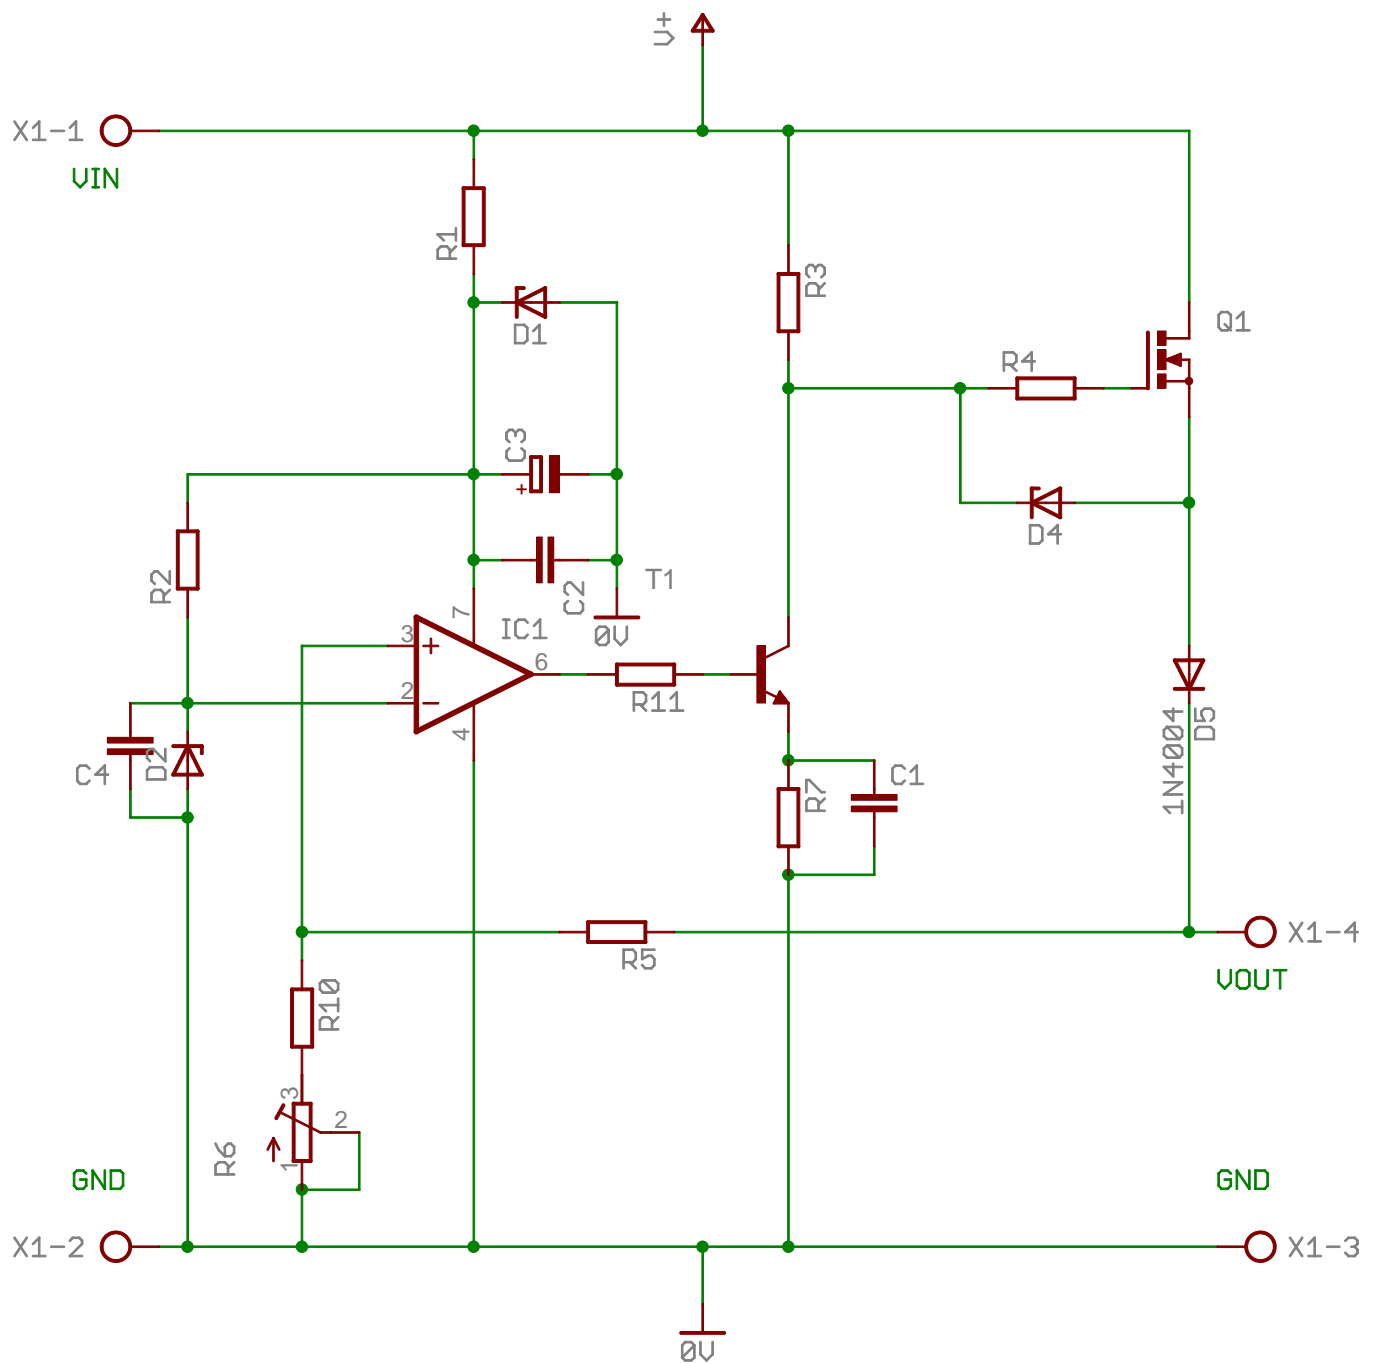 V+
X1-1
VIN
R1
R3
D1
Q1
R4
C3
+
D4
R2
C2
T1
7
IC1
0V
3
+
6
2
R11
4
C4
D2
1N4004
D5
R7
C1
R5
X1-4
VOUT
R10
3
2
R6
1
GND
GND
X1-2
X1-3
0V